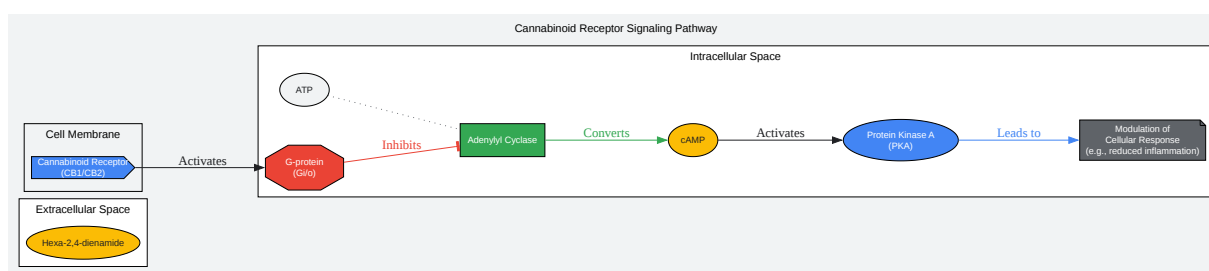 Cannabinoid Receptor Signaling Pathway
Intracellular Space
ATP
Cell Membrane
Cannabinoid Receptor
(CB1/CB2)
Activates
G-protein
(Gi/o)
Inhibits
Adenylyl Cyclase
Converts
cAMP
Activates
Protein Kinase A
(PKA)
Leads to
Modulation of
Cellular Response
(e.g., reduced inflammation)
Extracellular Space
Hexa-2,4-dienamide